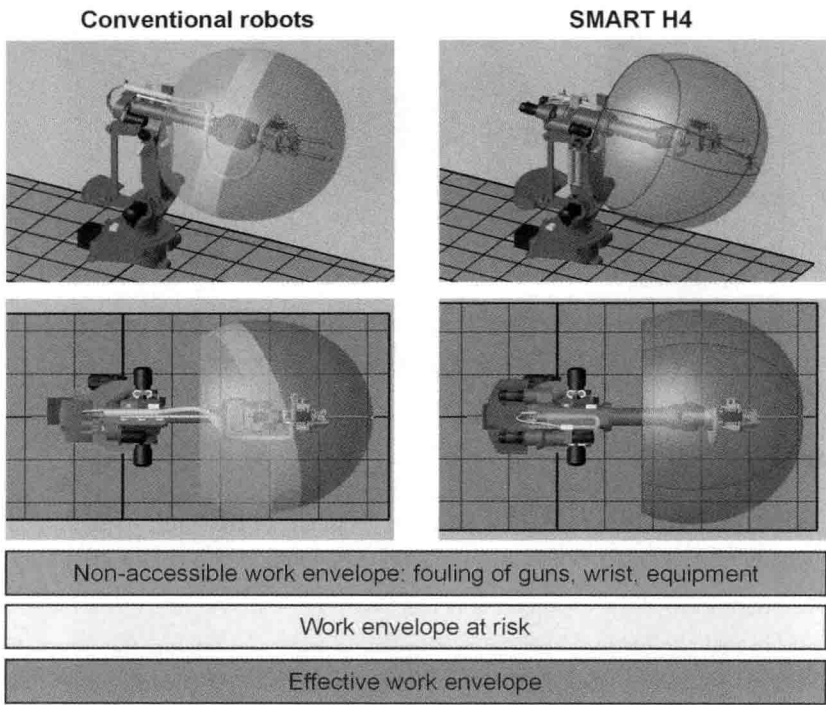 Conventional robots
SMART H4
Non-accessible work envelope: fouling of guns, wrist, equipment
Work envelope at risk
Effective work envelope